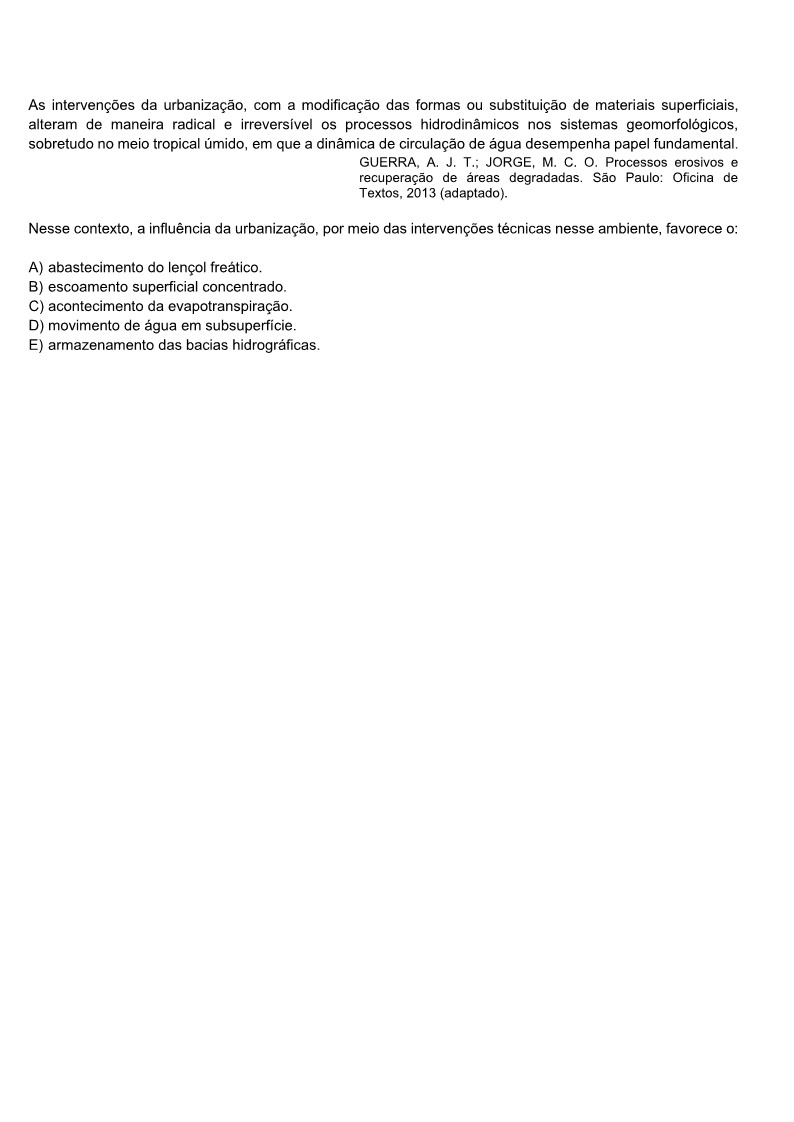 As intervenções da urbanização, com a modificação das formas ou substituição de materiais superficiais,
alteram de maneira radical e irreversível os processos hidrodinâmicos nos sistemas geomorfológicos,
sobretudo no meio tropical úmido, em que a dinâmica de circulação de água desempenha papel fundamental.
GUERRA, A. J. T.; JORGE, M. C. O. Processos erosivos e
recuperação de áreas degradadas. São Paulo: Oficina de
Textos, 2013 (adaptado).
Nesse contexto, a influência da urbanização, por meio das intervenções técnicas nesse ambiente, favorece o:
A) abastecimento do lençol freático.
B) escoamento superficial concentrado.
C) acontecimento da evapotranspiração.
D) movimento de água em subsuperfície.
E) armazenamento das bacias hidrográficas.